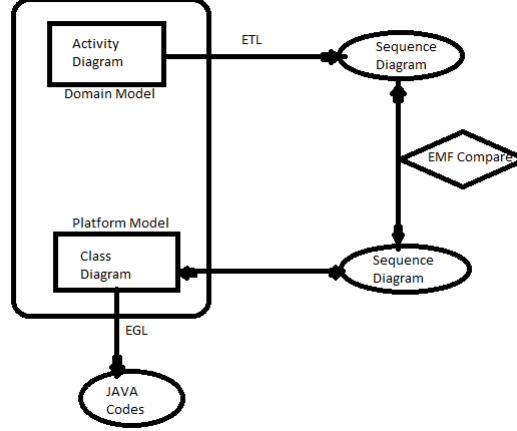 Activity
Diagram
Domain Model
ETL
Sequence
Diagram
EMF Compare
Platform Model
Class
Diagram
Sequence
Diagram
EGL
JAVA
Codes